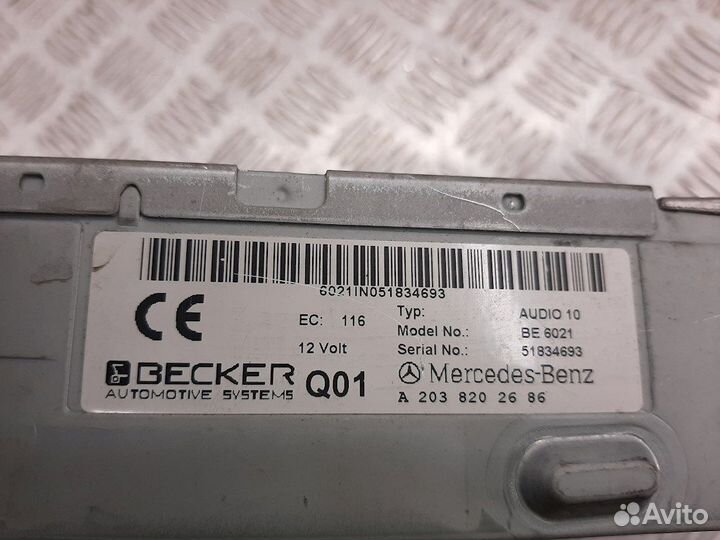 6021IN051834693
CE
EC: 116
12 Volt
Typ: AUDIO 10
Model No.: BE 6021
Serial No.: 51834693
BECKER
AUTOMOTIVE SYSTEMS
Q01
Mercedes-Benz
A 203 820 26 86
Avito